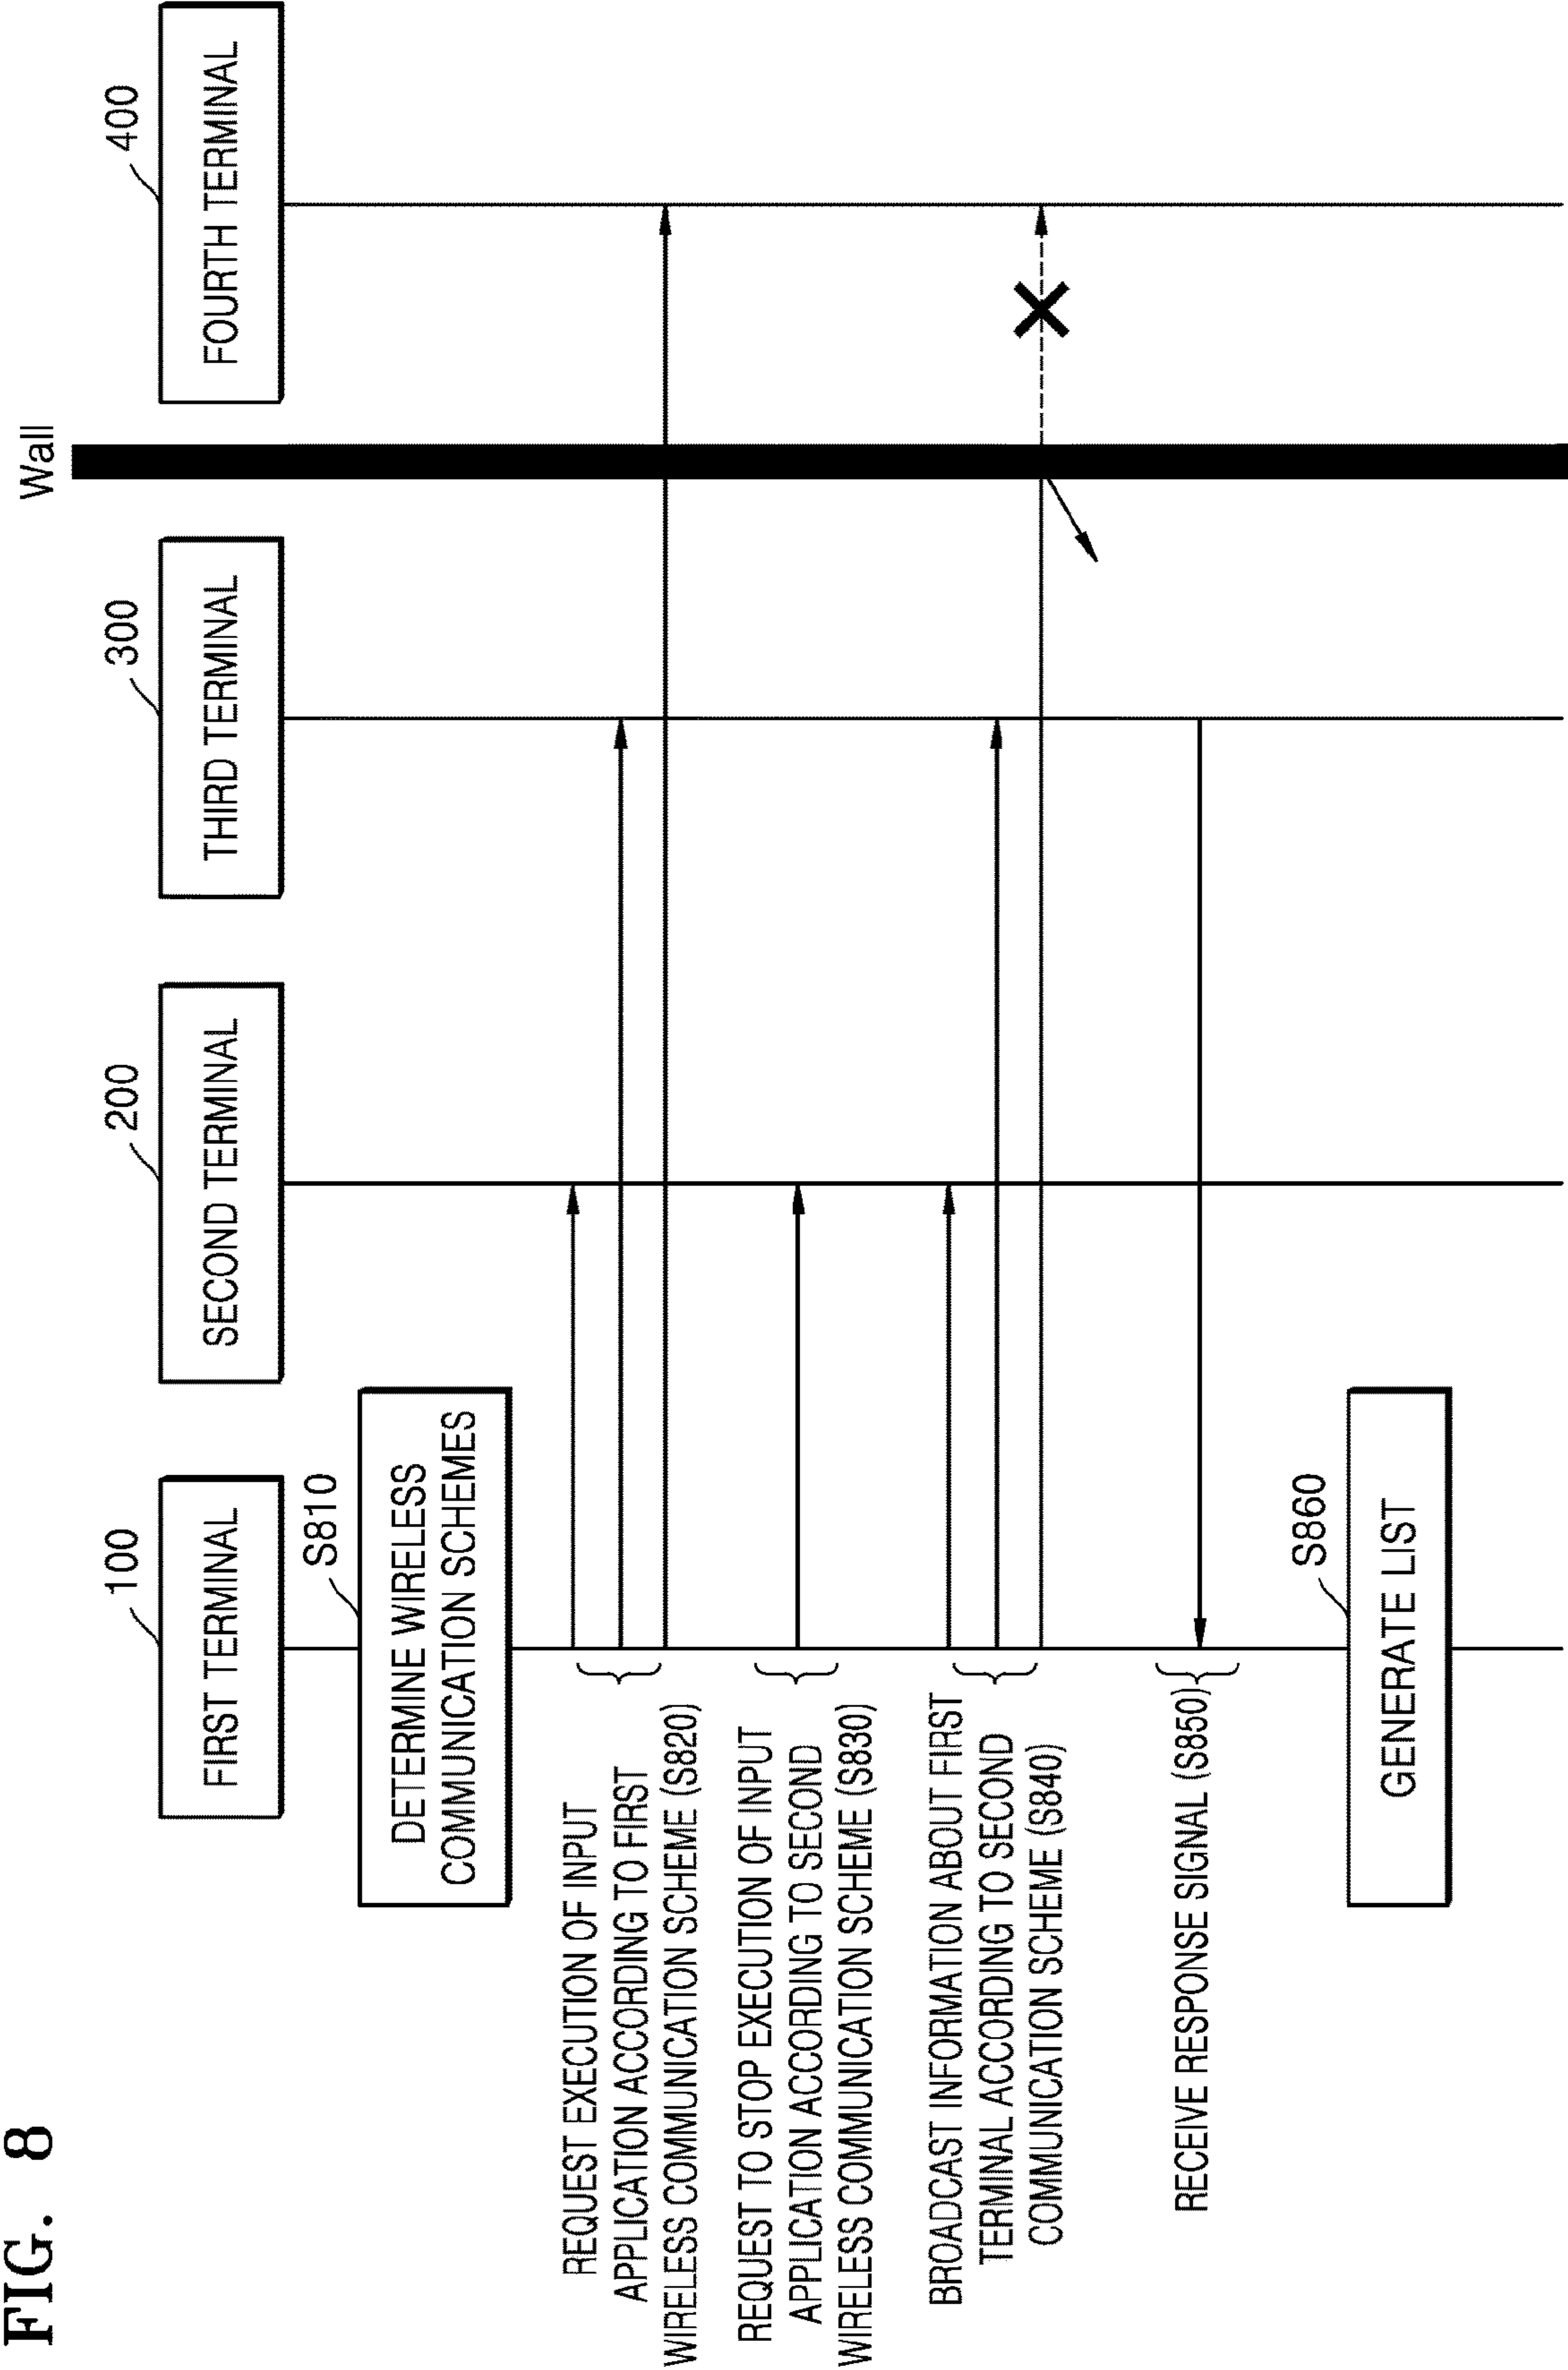 FIG. 8
Wall
100
200
300
400
FIRST TERMINAL
SECOND TERMINAL
THIRD TERMINAL
FOURTH TERMINAL
S810
DETERMINE WIRELESS
COMMUNICATION SCHEMES
REQUEST EXECUTION OF INPUT
APPLICATION ACCORDING TO FIRST
WIRELESS COMMUNICATION SCHEME (S820)
REQUEST TO STOP EXECUTION OF INPUT
APPLICATION ACCORDING TO SECOND
WIRELESS COMMUNICATION SCHEME (S830)
BROADCAST INFORMATION ABOUT FIRST
TERMINAL ACCORDING TO SECOND
COMMUNICATION SCHEME (S840)
RECEIVE RESPONSE SIGNAL (S850)
S860
GENERATE LIST